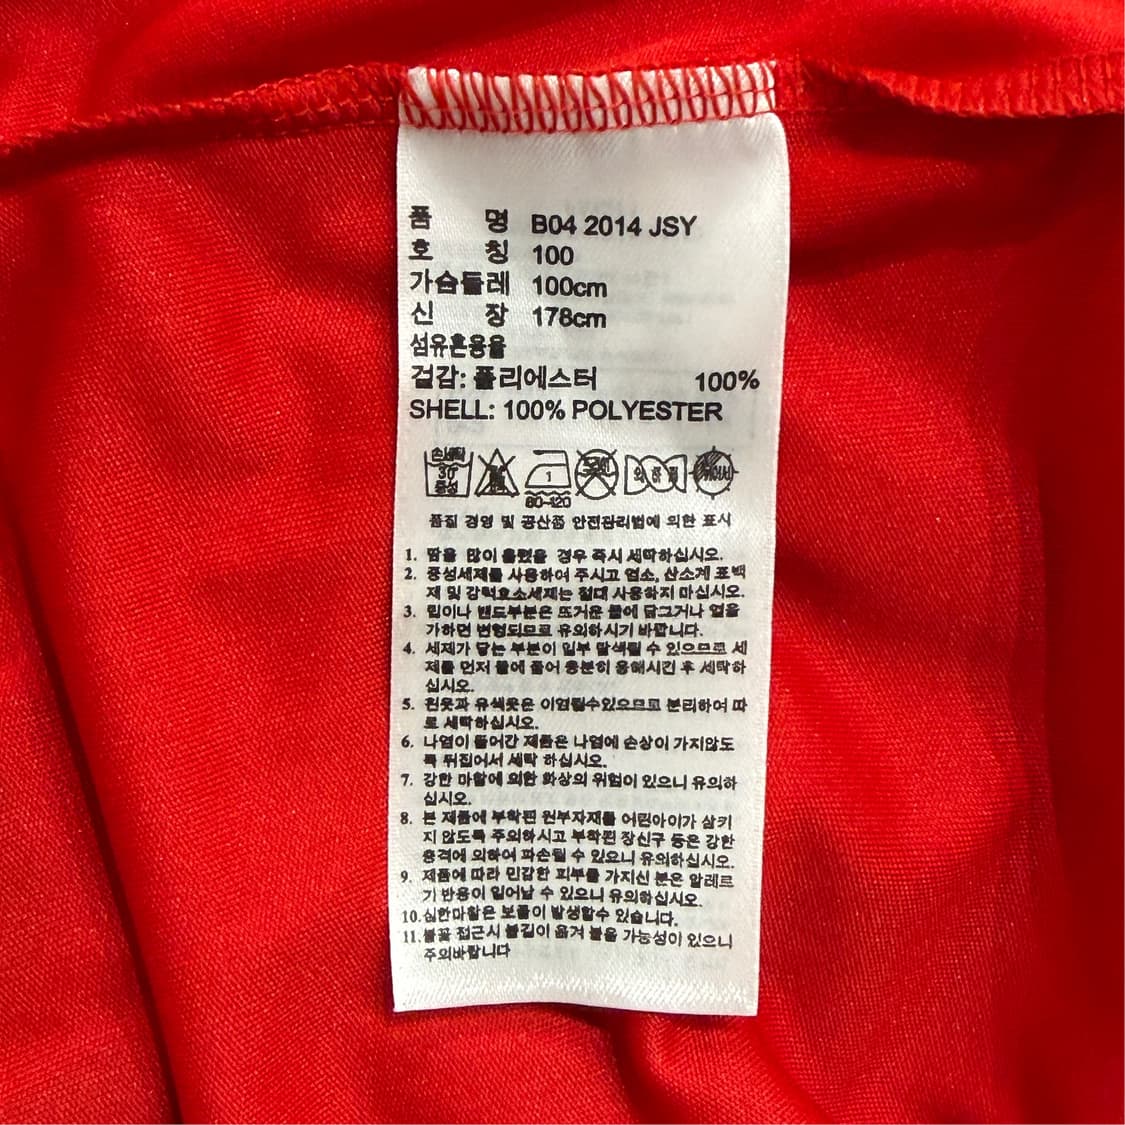 품 명 B04 2014 JSY
호 칭 100
가슴둘레 100cm
신 장 178cm
섬유혼용율
겉감: 폴리에스터 100%
SHELL: 100% POLYESTER
손세탁
30°
중성
1
80-120
품질 경영 및 공산품 안전관리법에 의한 표시
1. 땀을 많이 흘렸을 경우 즉시 세탁하십시오.
2. 중성세제를 사용하여 주시고 염소, 산소계 표백
제 및 강력효소세제는 절대 사용하지 마십시오.
3. 립이나 밴드부분은 뜨거운 물에 담그거나 열을
가하면 변형되므로 유의하시기 바랍니다.
4. 세제가 닿는 부분이 일부 탈색될 수 있으므로 세
제를 먼저 물에 풀어 충분히 용해시킨 후 세탁하
십시오.
5. 흰옷과 유색옷은 이염될수있으므로 분리하여 따
로 세탁하십시오.
6. 나염이 들어간 제품은 나염에 손상이 가지않도
록 뒤집어서 세탁 하십시오.
7. 강한 마찰에 의한 화상의 위험이 있으니 유의하
십시오.
8. 본 제품에 부착된 원부자재를 어린아이가 삼키
지 않도록 주의하시고 부착된 장신구 등은 강한
충격에 의하여 파손될 수 있으니 유의하십시오.
9. 제품에 따라 민감한 피부를 가지신 분은 알레르
기 반응이 일어날 수 있으니 유의하십시오.
10.심한마찰은 보풀이 발생할수 있습니다.
11.불꽃 접근시 불길이 옮겨 붙을 가능성이 있으니
주의바랍니다